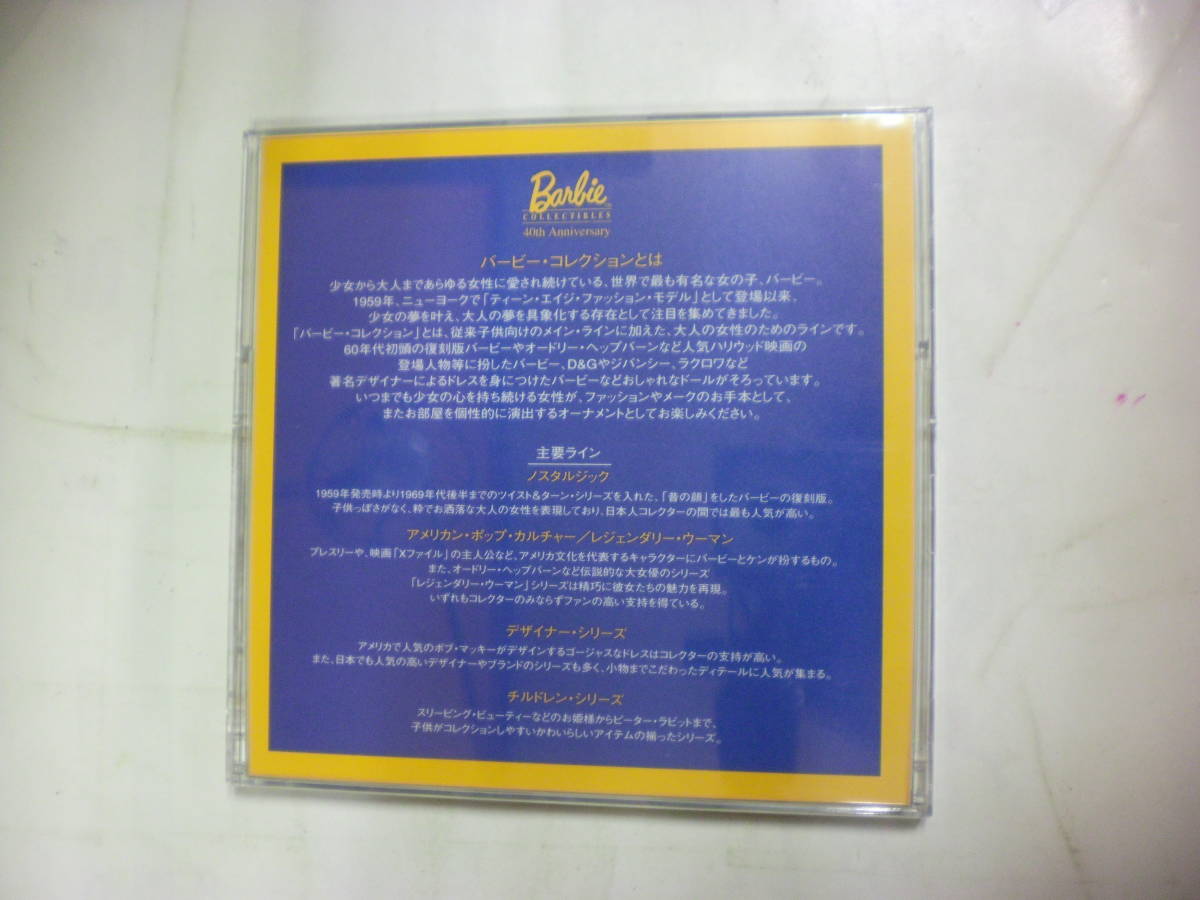 Barbie
COLLECTIBLES
40th Anniversary
バービー・コレクションとは
少女から大人まであらゆる女性に愛され続けている、世界で最も有名な女の子、バービー。
1959年、ニューヨークで「ティーン・エイジ・ファッション・モデル」として登場以来、
少女の夢を叶え、大人の夢を具象化する存在として注目を集めてきました。
「バービー・コレクション」とは、従来子供向けのメイン・ラインに加えた、大人の女性のためのラインです。
60年代初頭の復刻版バービーやオードリー・ヘップバーンなど人気ハリウッド映画の
登場人物等に扮したバービー、D&Gやジバンシー、ラクロワなど
著名デザイナーによるドレスを身につけたバービーなどおしゃれなドールがそろっています。
いつまでも少女の心を持ち続ける女性が、ファッションやメークのお手本として、
またお部屋を個性的に演出するオーナメントとしてお楽しみください。
主要ライン
ノスタルジック
1959年発売時より1969年代後半までのツイスト&ターン・シリーズを入れた、「昔の顔」をしたバービーの復刻版。
子供っぽさがなく、粋でお洒落な大人の女性を表現しており、日本人コレクターの間では最も人気が高い。
アメリカン・ポップ・カルチャー／レジェンダリー・ウーマン
プレスリーや、映画「Xファイル」の主人公など、アメリカ文化を代表するキャラクターにバービーとケンが扮するもの。
また、オードリー・ヘップバーンなど伝説的な大女優のシリーズ
「レジェンダリー・ウーマン」シリーズは精巧に彼女たちの魅力を再現。
いずれもコレクターのみならずファンの高い支持を得ている。
デザイナー・シリーズ
アメリカで人気のボブ・マッキーがデザインするゴージャスなドレスはコレクターの支持が高い。
また、日本でも人気の高いデザイナーやブランドのシリーズも多く、小物までこだわったディテールに人気が集まる。
チルドレン・シリーズ
スリーピング・ビューティーなどのお姫様からピーター・ラビットまで、
子供がコレクションしやすいかわいらしいアイテムの揃ったシリーズ。